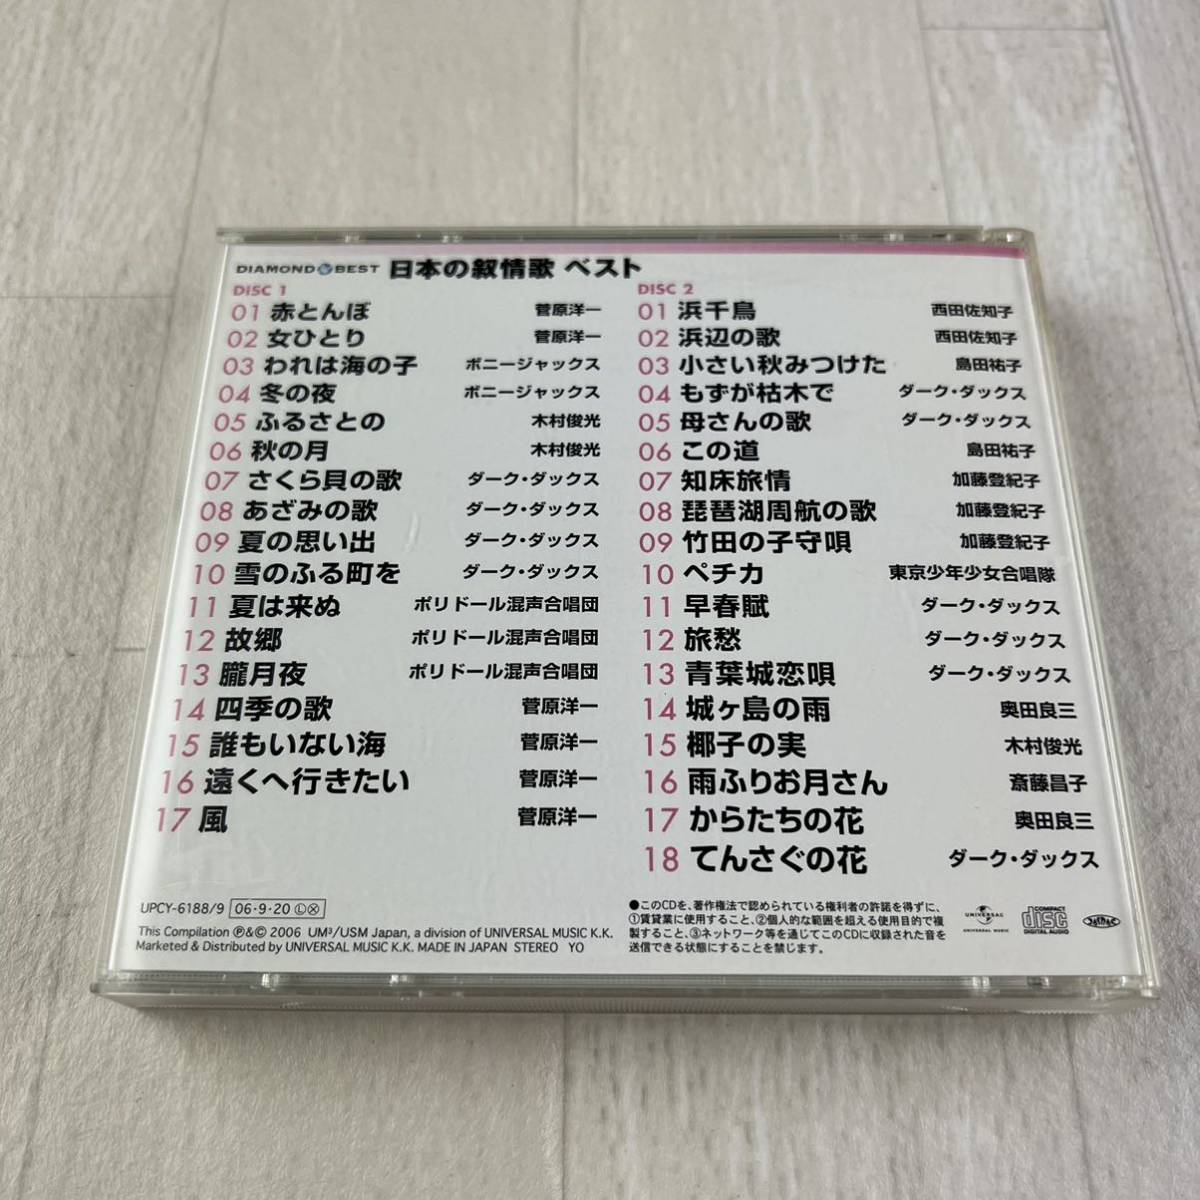 DIAMOND BEST 日本の叙情歌 ベスト
DISC 1
01 赤とんぼ 菅原洋一
02 女ひとり 菅原洋一
03 われは海の子 ボニージャックス
04 冬の夜 ボニージャックス
05 ふるさとの 木村俊光
06 秋の月 木村俊光
07 さくら貝の歌 ダーク・ダックス
08 あざみの歌 ダーク・ダックス
09 夏の思い出 ダーク・ダックス
10 雪のふる町を ダーク・ダックス
11 夏は来ぬ ポリドール混声合唱団
12 故郷 ポリドール混声合唱団
13 朧月夜 ポリドール混声合唱団
14 四季の歌 菅原洋一
15 誰もいない海 菅原洋一
16 遠くへ行きたい 菅原洋一
17 風 菅原洋一
DISC 2
01 浜千鳥 西田佐知子
02 浜辺の歌 西田佐知子
03 小さい秋みつけた 島田祐子
04 もずが枯木で ダーク・ダックス
05 母さんの歌 ダーク・ダックス
06 この道 島田祐子
07 知床旅情 加藤登紀子
08 琵琶湖周航の歌 加藤登紀子
09 竹田の子守唄 加藤登紀子
10 ペチカ 東京少年少女合唱隊
11 早春賦 ダーク・ダックス
12 旅愁 ダーク・ダックス
13 青葉城恋唄 ダーク・ダックス
14 城ヶ島の雨 奥田良三
15 椰子の実 木村俊光
16 雨ふりお月さん 斎藤昌子
17 からたちの花 奥田良三
18 てんさぐの花 ダーク・ダックス
UPCY-6188/9 06・9・20 Ⓛ Ⓧ
This Compilation ℗&© 2006 UM³/USM Japan, a division of UNIVERSAL MUSIC K.K.
Marketed & Distributed by UNIVERSAL MUSIC K.K. MADE IN JAPAN STEREO YO
●このCDを、著作権法で認められている権利者の許諾を得ずに、
①賃貸業に使用すること、②個人的な範囲を超える使用目的で複
製すること、③ネットワーク等を通じてこのCDに収録された音を
送信できる状態にすることを禁じます。
UNIVERSAL
UNIVERSAL MUSIC
COMPACT
disc
DIGITAL AUDIO